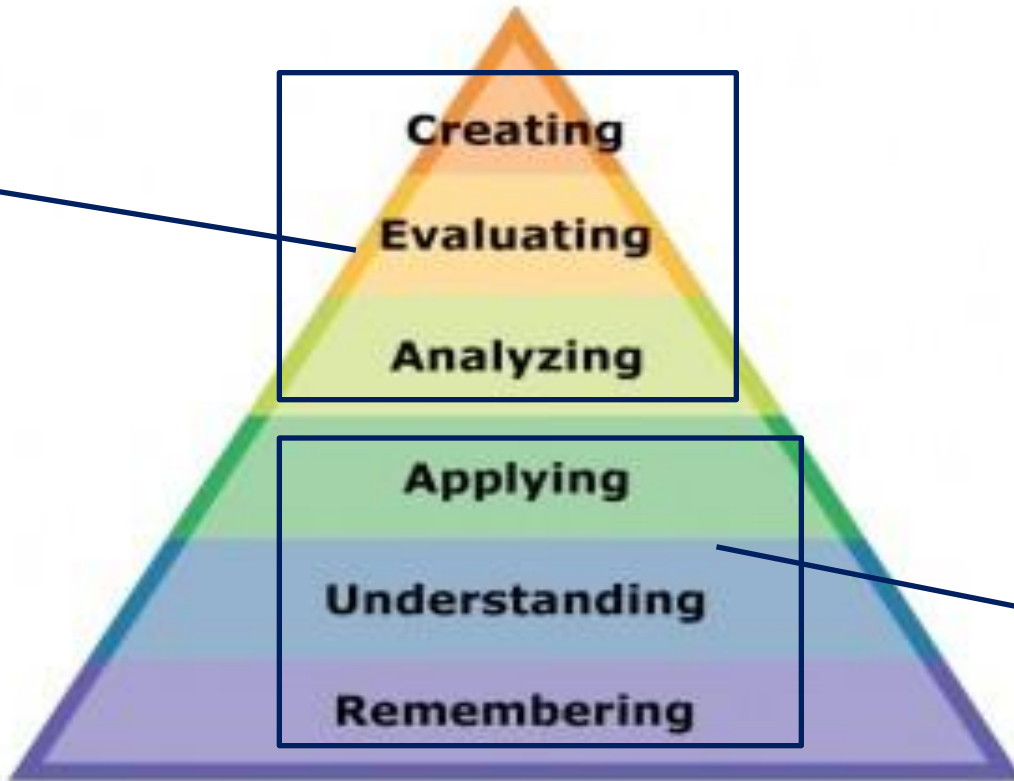 Creating
Evaluating
Analyzing
Applying
Understanding
Remembering